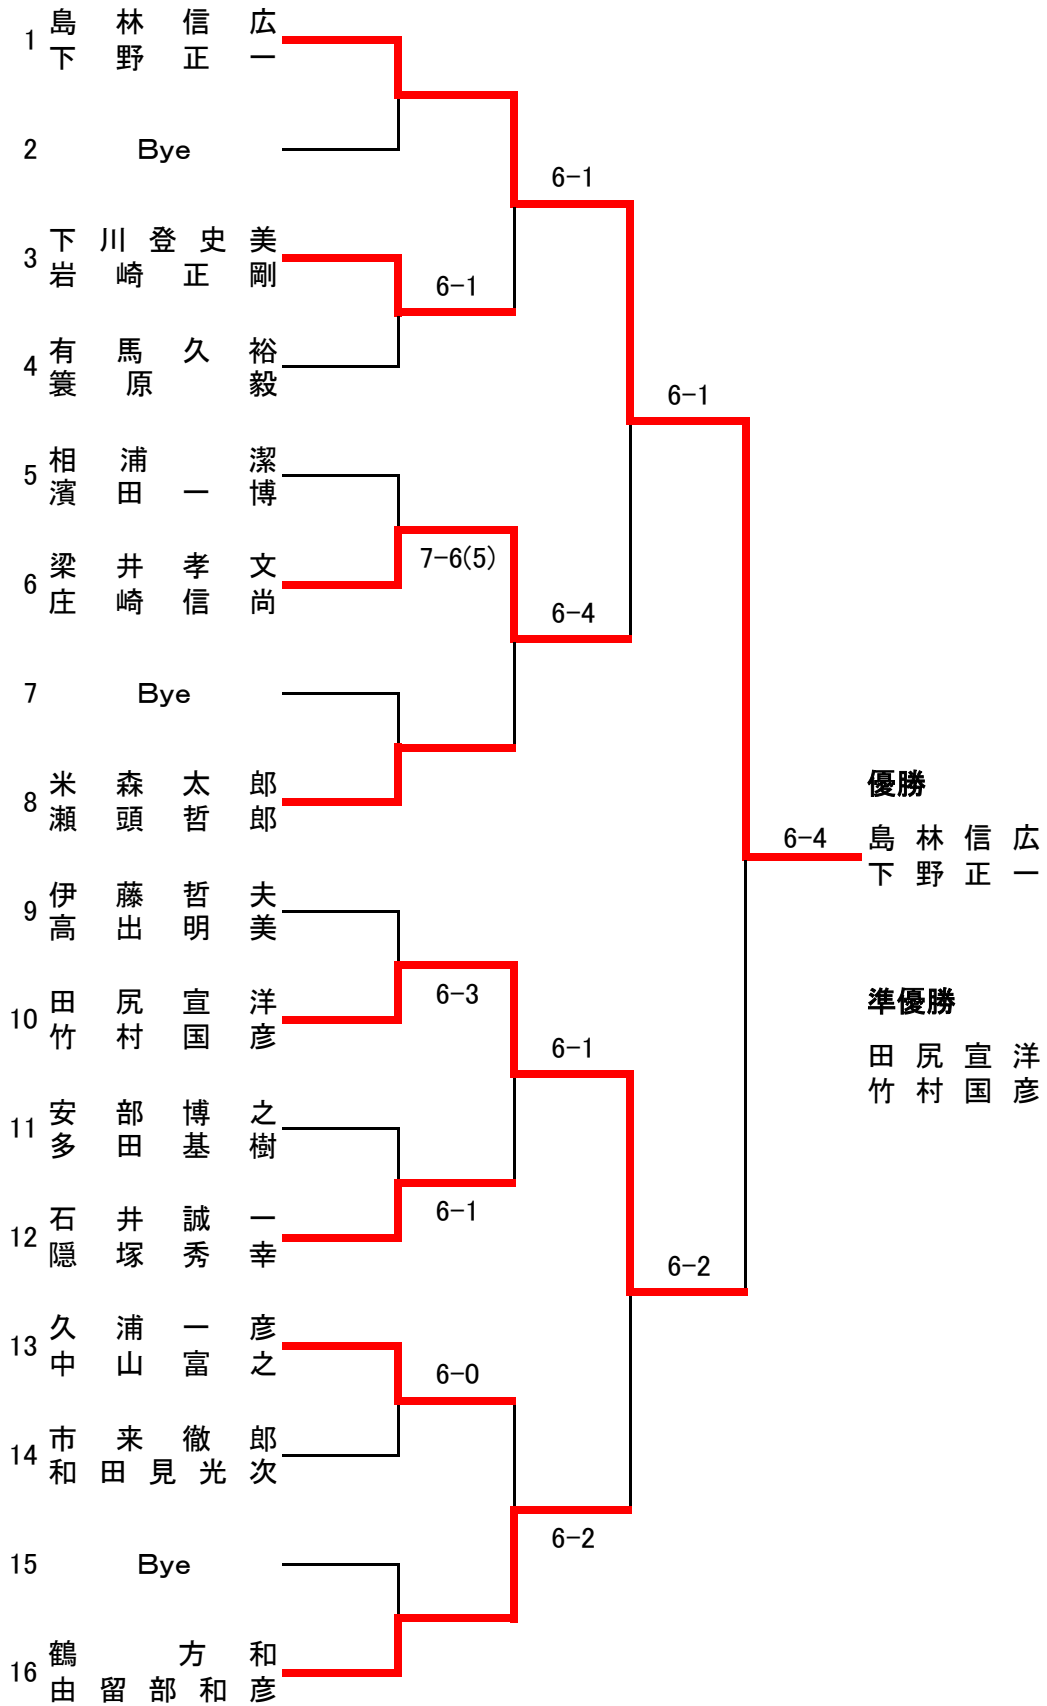 1 島林信広
下野正一
2 Bye
6-1
3 下川登史美
岩崎正剛
6-1
4 有馬久裕
簑原毅
6-1
5 相浦潔
濱田一博
7-6(5)
6 梁井孝文
庄崎信尚
6-4
7 Bye
8 米森太郎
瀬頭哲郎
優勝
6-4
島林信広
下野正一
9 伊藤哲夫
高出明美
6-3
10 田尻宣洋
竹村国彦
準優勝
6-1
田尻宣洋
竹村国彦
11 安部博之
多田基樹
6-1
12 石井誠一
隠塚秀幸
6-2
13 久浦一彦
中山富之
6-0
14 市来徹郎
和田見光次
6-2
15 Bye
16 鶴方和
由留部和彦